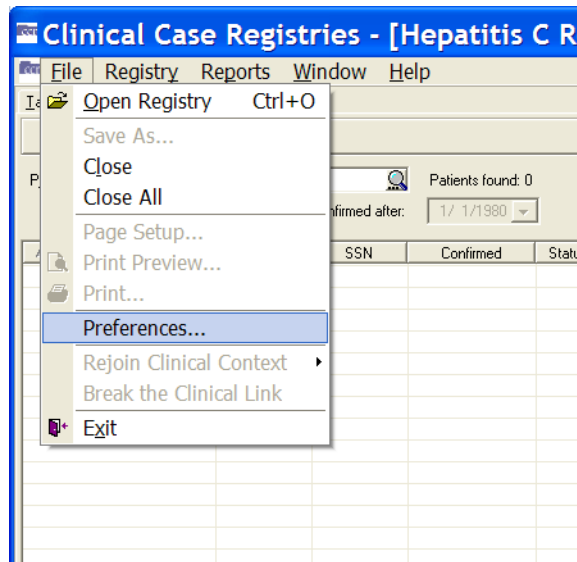 Clinical Case Registries - [Hepatitis C R
File Registry Reports Window Help
Ta
Open Registry Ctrl+O
Save As...
Close
Close All
Page Setup...
Print Preview...
Print...
Preferences...
Rejoin Clinical Context
Break the Clinical Link
Exit
P
Patients found: 0
nfirmed after: 1/ 1/1980
SSN Confirmed Statu